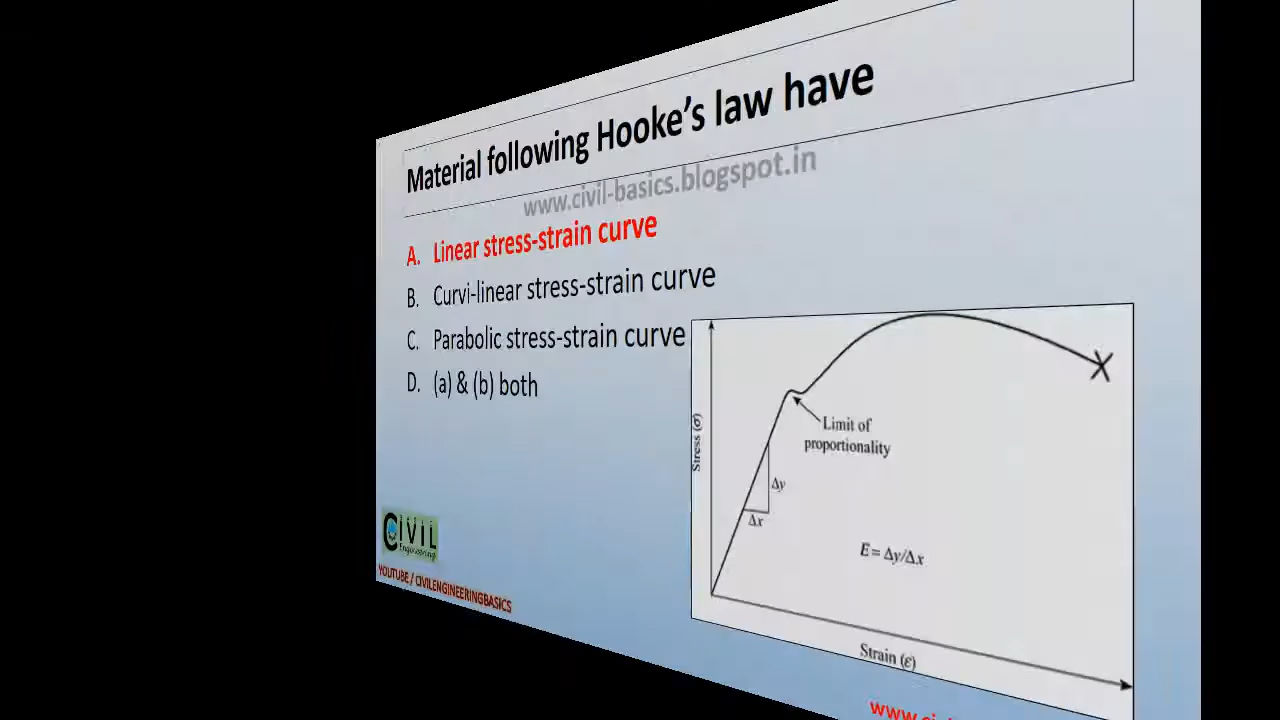 Material following Hooke's law have
www.civil-basics.blogspot.in
A. Linear stress-strain curve
B. Curvi-linear stress-strain curve
C. Parabolic stress-strain curve
D. (a) & (b) both
Stress (σ)
Limit of
proportionality
Δy
Δx
E = Δy/Δx
Strain (ε)
CIVIL
Engineering
YOUTUBE / CIVILENGINEERINGBASICS